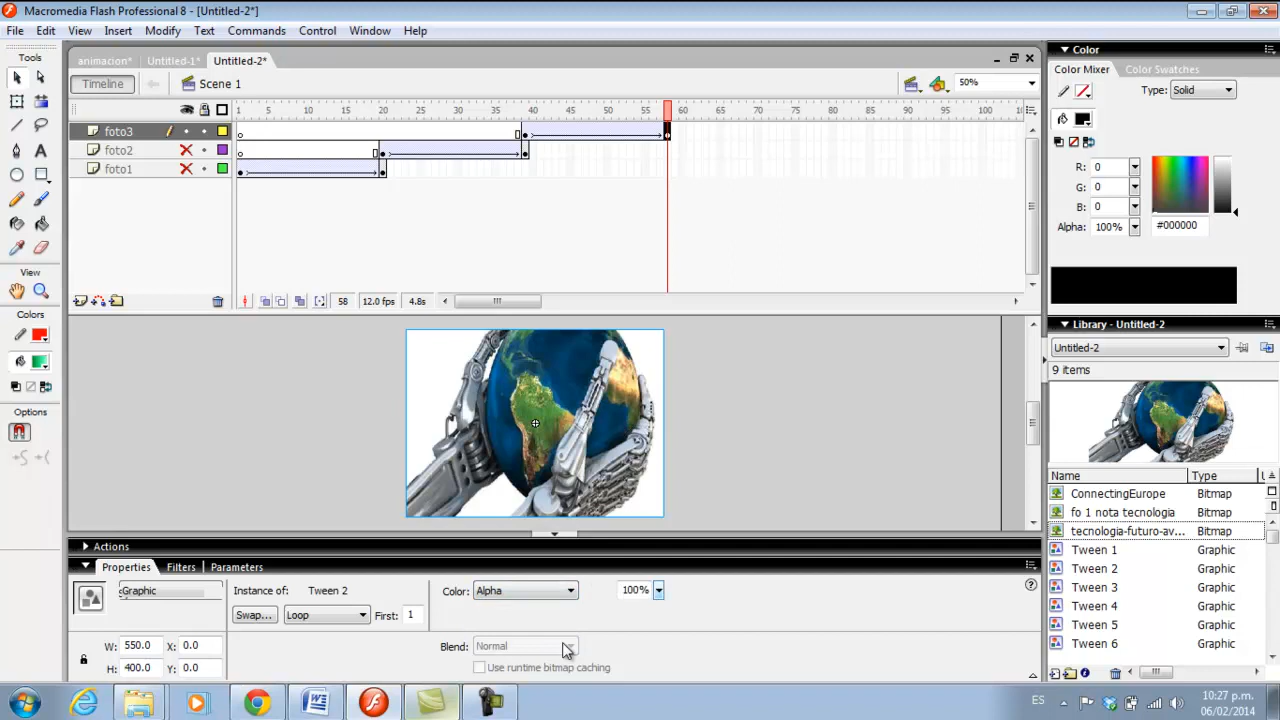 Macromedia Flash Professional 8 - [Untitled-2*]
File Edit View Insert Modify Text Commands Control Window Help
Tools
animacion* Untitled-1* Untitled-2*
Timeline Scene 1 50%
1 5 10 15 20 25 30 35 40 45 50 55 60 65 70 75 80 85 90 95 100 105
foto3
foto2
foto1
58 12.0 fps 4.8s
View
Colors
Options
Color
Color Mixer Color Swatches
Type: Solid
R: 0
G: 0
B: 0
Alpha: 100% #000000
Library - Untitled-2
Untitled-2
9 items
Name Type
ConnectingEurope Bitmap
fo 1 nota tecnologia Bitmap
tecnologia-futuro-av... Bitmap
Tween 1 Graphic
Tween 2 Graphic
Tween 3 Graphic
Tween 4 Graphic
Tween 5 Graphic
Tween 6 Graphic
Actions
Properties Filters Parameters
Graphic Instance of: Tween 2 Color: Alpha 100%
Swap... Loop First: 1
W: 550.0 X: 0.0 Blend: Normal
H: 400.0 Y: 0.0 Use runtime bitmap caching
ES 10:27 p.m.
06/02/2014